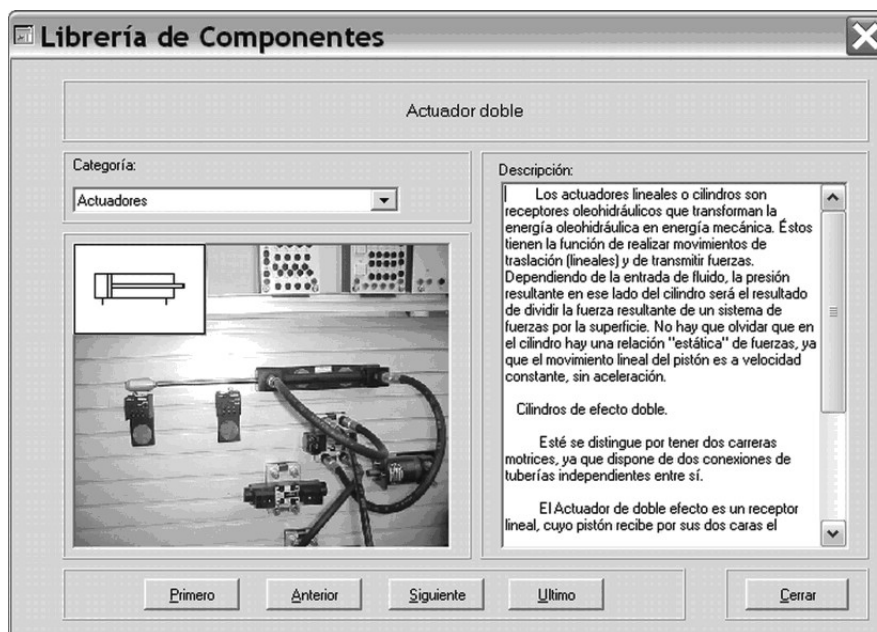 Librería de Componentes
Actuador doble
Categoría:
Actuadores
Descripción:
Los actuadores lineales o cilindros son
receptores oleohidráulicos que transforman la
energía oleohidráulica en energía mecánica. Éstos
tienen la función de realizar movimientos de
traslación (lineales) y de transmitir fuerzas.
Dependiendo de la entrada de fluido, la presión
resultante en ese lado del cilindro será el resultado
de dividir la fuerza resultante de un sistema de
fuerzas por la superficie. No hay que olvidar que en
el cilindro hay una relación "estática" de fuerzas, ya
que el movimiento lineal del pistón es a velocidad
constante, sin aceleración.
Cilindros de efecto doble.
Esté se distingue por tener dos carreras
motrices, ya que dispone de dos conexiones de
tuberías independientes entre sí.
El Actuador de doble efecto es un receptor
lineal, cuyo pistón recibe por sus dos caras el
Primero
Anterior
Siguiente
Ultimo
Cerrar